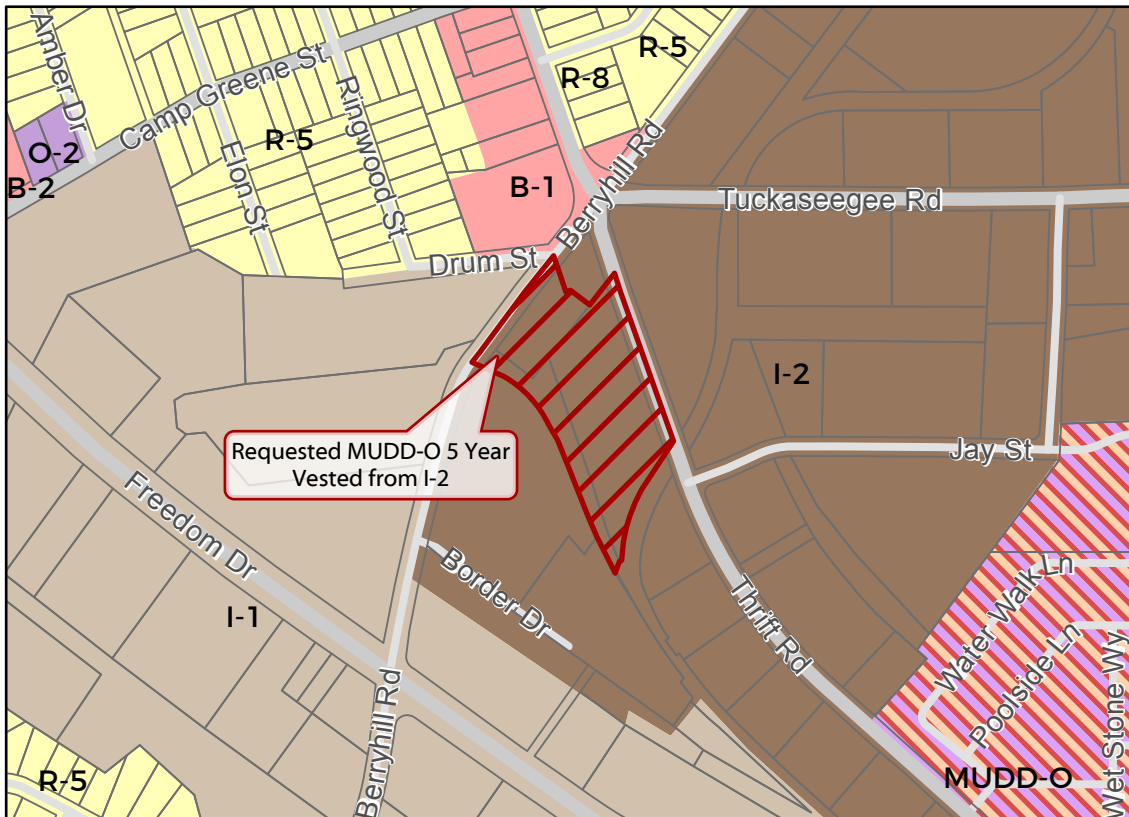 Amber Dr
Camp Greene St
R-5
R-8
R-5
Ringwood St
O-2
B-2
Elon St
B-1
Berryhill Rd
Tuckaseegee Rd
Drum St
I-2
Requested MUDD-O 5 Year
Vested from I-2
Jay St
Freedom Dr
Border Dr
Thrift Rd
Water Walk Ln
Poolside Ln
Wet Stone Wy
I-1
Berryhill Rd
R-5
MUDD-O